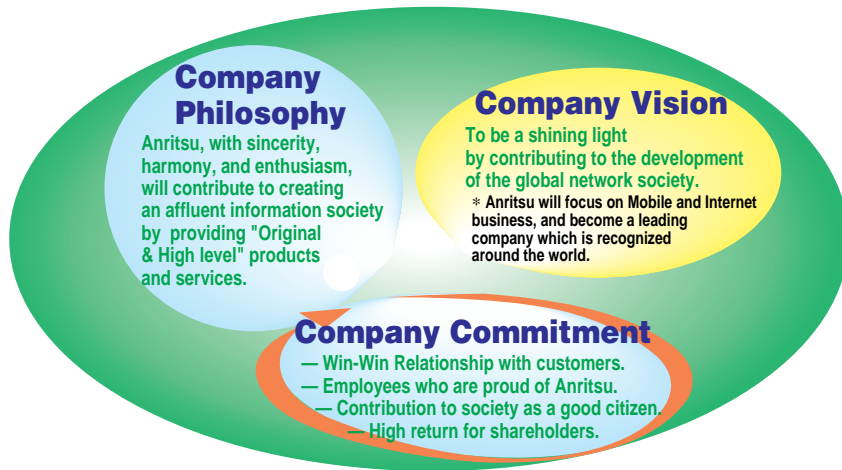 Company
Philosophy
Anritsu, with sincerity,
harmony, and enthusiasm,
will contribute to creating
an affluent information society
by providing "Original
& High level" products
and services.
Company Vision
To be a shining light
by contributing to the development
of the global network society.
* Anritsu will focus on Mobile and Internet
business, and become a leading
company which is recognized
around the world.
Company Commitment
— Win-Win Relationship with customers.
— Employees who are proud of Anritsu.
— Contribution to society as a good citizen.
— High return for shareholders.